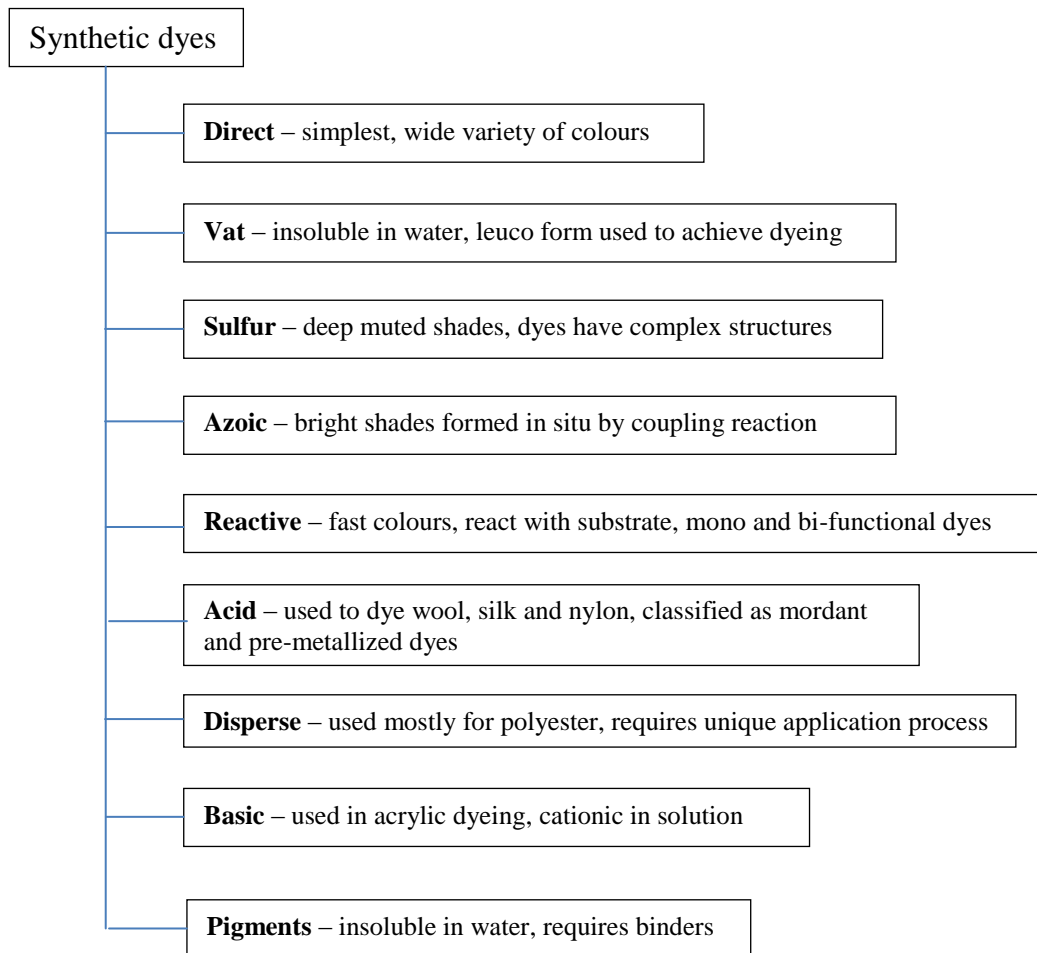 Synthetic dyes
Direct – simplest, wide variety of colours
Vat – insoluble in water, leuco form used to achieve dyeing
Sulfur – deep muted shades, dyes have complex structures
Azoic – bright shades formed in situ by coupling reaction
Reactive – fast colours, react with substrate, mono and bi-functional dyes
Acid – used to dye wool, silk and nylon, classified as mordant
and pre-metallized dyes
Disperse – used mostly for polyester, requires unique application process
Basic – used in acrylic dyeing, cationic in solution
Pigments – insoluble in water, requires binders